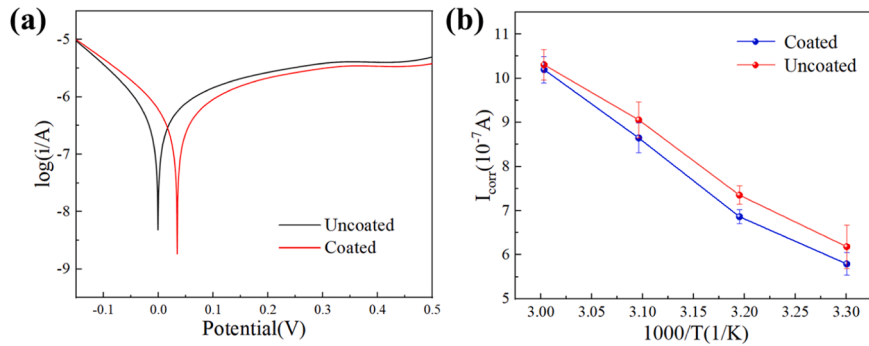 (a)
log(i/A)
-5
-6
-7
-8
-9
Uncoated
Coated
-0.1
0.0
0.1
0.2
0.3
0.4
0.5
Potential(V)
(b)
I_corr(10^-7A)
11
10
9
8
7
6
5
Coated
Uncoated
3.00
3.05
3.10
3.15
3.20
3.25
3.30
1000/T(1/K)